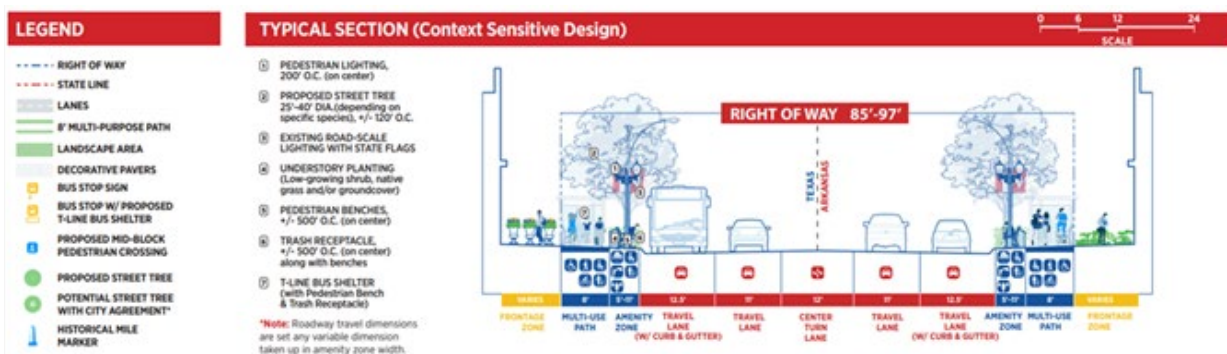 LEGEND
RIGHT OF WAY
STATE LINE
LANES
8' MULTI-PURPOSE PATH
LANDSCAPE AREA
DECORATIVE PAVERS
BUS STOP SIGN
BUS STOP W/ PROPOSED
T-LINE BUS SHELTER
PROPOSED MID-BLOCK
PEDESTRIAN CROSSING
PROPOSED STREET TREE
POTENTIAL STREET TREE
WITH CITY AGREEMENT*
HISTORICAL MILE
MARKER
TYPICAL SECTION (Context Sensitive Design)
0 6 12 24
SCALE
1 PEDESTRIAN LIGHTING,
200' O.C. (on center)
2 PROPOSED STREET TREE
25'-40' DIA.(depending on
specific species), +/- 120' O.C.
3 EXISTING ROAD-SCALE
LIGHTING WITH STATE FLAGS
4 UNDERSTORY PLANTING
(Low-growing shrub, native
grass and/or groundcover)
5 PEDESTRIAN BENCHES,
+/- 500' O.C. (on center)
6 TRASH RECEPTACLE,
+/- 500' O.C. (on center)
along with benches
7 T-LINE BUS SHELTER
(with Pedestrian Bench
& Trash Receptacle)
*Note: Roadway travel dimensions
are set any variable dimension
taken up in amenity zone width.
RIGHT OF WAY 85'-97'
TEXAS
ARKANSAS
VARIES 8' 5'-11' 12.5' 11' 12' 11' 12.5' 5'-11' 8' VARIES
FRONTAGE ZONE
MULTI-USE PATH
AMENITY ZONE
TRAVEL LANE (W/ CURB & GUTTER)
TRAVEL LANE
CENTER TURN LANE
TRAVEL LANE
TRAVEL LANE (W/ CURB & GUTTER)
AMENITY ZONE
MULTI-USE PATH
FRONTAGE ZONE